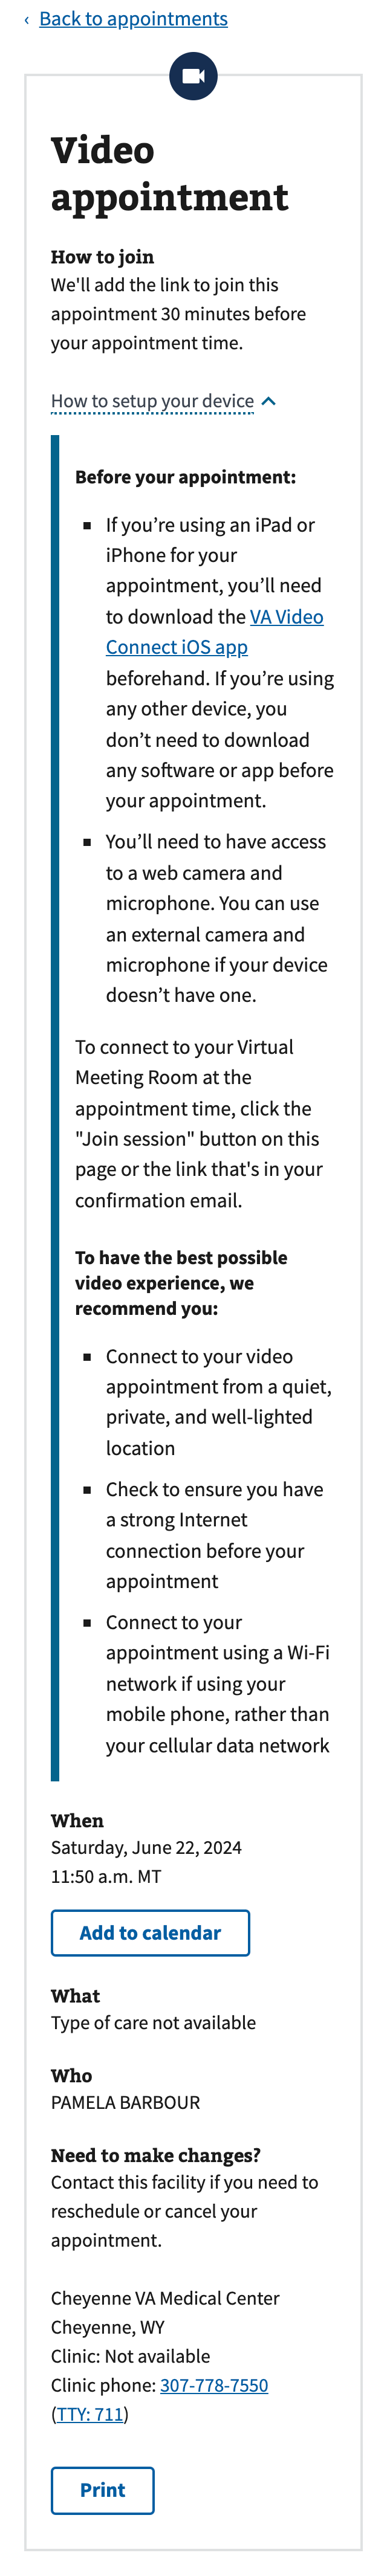 ‹ Back to appointments
Video
appointment
How to join
We'll add the link to join this
appointment 30 minutes before
your appointment time.
How to setup your device
Before your appointment:
▪ If you’re using an iPad or
iPhone for your
appointment, you’ll need
to download the VA Video
Connect iOS app
beforehand. If you’re using
any other device, you
don’t need to download
any software or app before
your appointment.
▪ You’ll need to have access
to a web camera and
microphone. You can use
an external camera and
microphone if your device
doesn’t have one.
To connect to your Virtual
Meeting Room at the
appointment time, click the
"Join session" button on this
page or the link that's in your
confirmation email.
To have the best possible
video experience, we
recommend you:
▪ Connect to your video
appointment from a quiet,
private, and well-lighted
location
▪ Check to ensure you have
a strong Internet
connection before your
appointment
▪ Connect to your
appointment using a Wi-Fi
network if using your
mobile phone, rather than
your cellular data network
When
Saturday, June 22, 2024
11:50 a.m. MT
Add to calendar
What
Type of care not available
Who
PAMELA BARBOUR
Need to make changes?
Contact this facility if you need to
reschedule or cancel your
appointment.
Cheyenne VA Medical Center
Cheyenne, WY
Clinic: Not available
Clinic phone: 307-778-7550
(TTY: 711)
Print